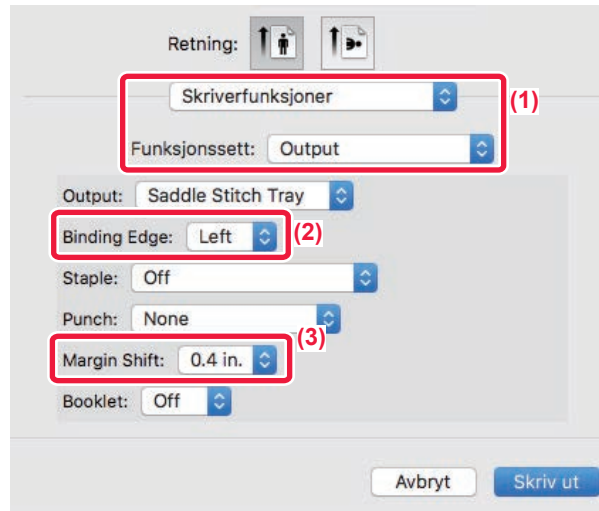 Retning:
Skriverfunksjoner
(1)
Funksjonssett: Output
Output: Saddle Stitch Tray
Binding Edge: Left (2)
Staple: Off
Punch: None
(3)
Margin Shift: 0.4 in.
Booklet: Off
Avbryt Skriv ut